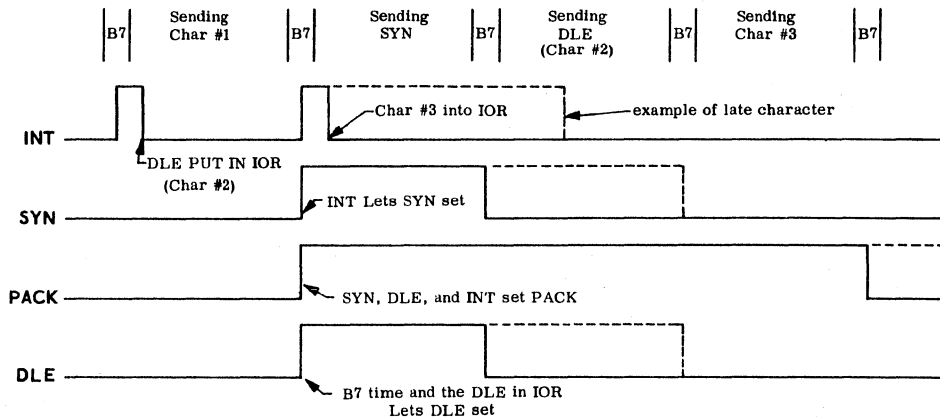 B7
Sending
Char #1
B7
Sending
SYN
B7
Sending
DLE
(Char #2)
B7
Sending
Char #3
B7
INT
Char #3 into IOR
example of late character
DLE PUT IN IOR
(Char #2)
SYN
INT Lets SYN set
PACK
SYN, DLE, and INT set PACK
DLE
B7 time and the DLE in IOR
Lets DLE set